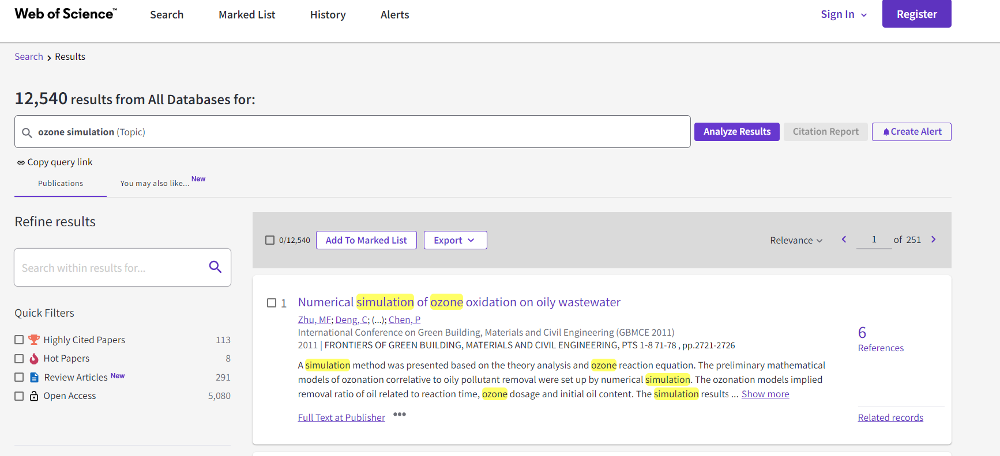 Web of Science™ Search Marked List History Alerts Sign In Register
Search › Results
12,540 results from All Databases for:
ozone simulation (Topic)
Analyze Results Citation Report Create Alert
Copy query link
Publications You may also like... New
Refine results
Search within results for...
Quick Filters
Highly Cited Papers 113
Hot Papers 8
Review Articles New 291
Open Access 5,080
0/12,540 Add To Marked List Export Relevance 1 of 251
1 Numerical simulation of ozone oxidation on oily wastewater
Zhu, MF; Deng, C; (...); Chen, P
International Conference on Green Building, Materials and Civil Engineering (GBMCE 2011)
2011 | FRONTIERS OF GREEN BUILDING, MATERIALS AND CIVIL ENGINEERING, PTS 1-8 71-78 , pp.2721-2726
A simulation method was presented based on the theory analysis and ozone reaction equation. The preliminary mathematical
models of ozonation correlative to oily pollutant removal were set up by numerical simulation. The ozonation models implied
removal ratio of oil related to reaction time, ozone dosage and initial oil content. The simulation results ... Show more
Full Text at Publisher •••
6
References
Related records